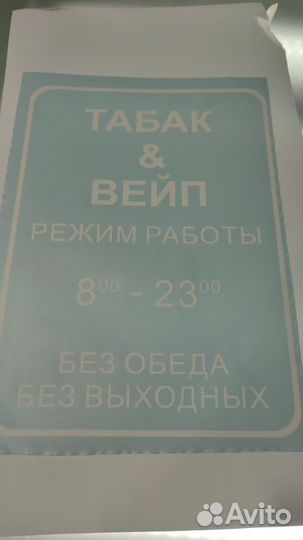 ТАБАК
&
ВЕЙП
РЕЖИМ РАБОТЫ
8⁰⁰ - 23⁰⁰
БЕЗ ОБЕДА
БЕЗ ВЫХОДНЫХ
Avito